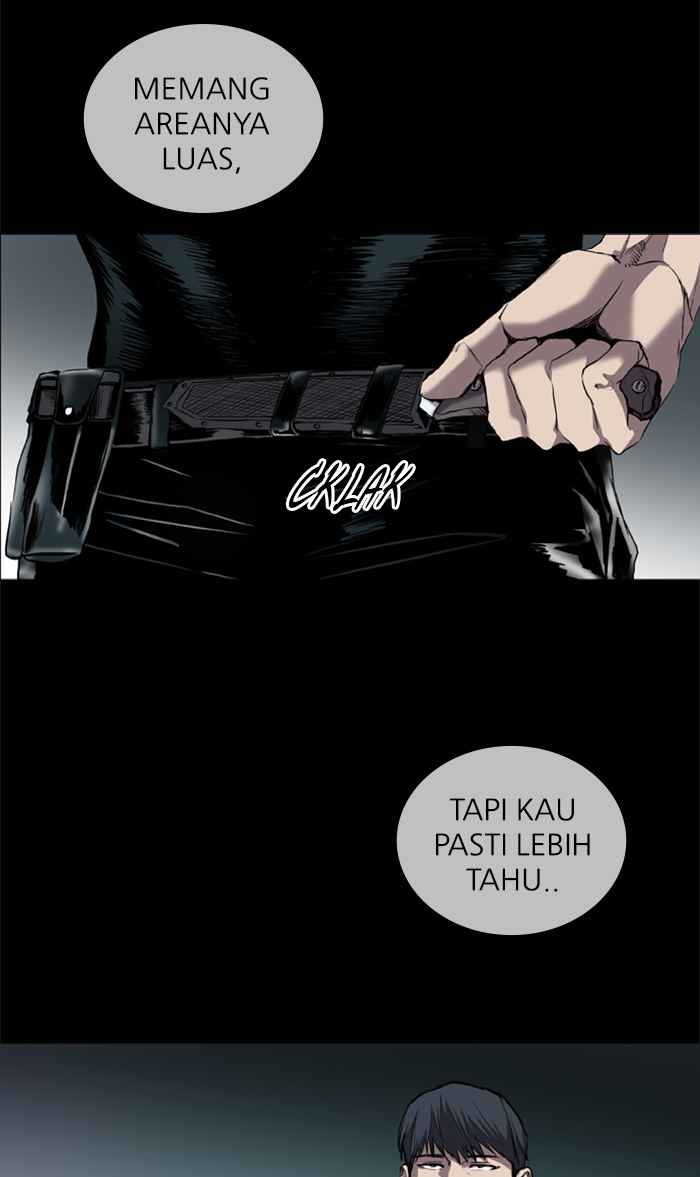 MEMANG
AREANYA
LUAS,
CKLAK
TAPI KAU
PASTI LEBIH
TAHU..